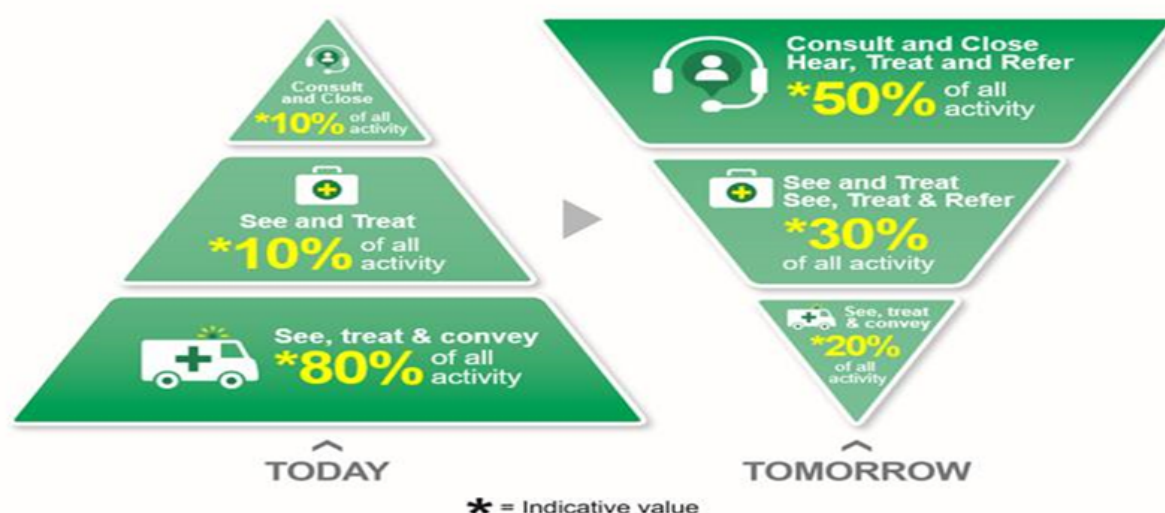 Consult
and Close
*10% of all
activity
See and Treat
*10% of all
activity
See, treat & convey
*80% of all
activity
TODAY
Consult and Close
Hear, Treat and Refer
*50% of all
activity
See and Treat
See, Treat & Refer
*30%
of all activity
See, treat
& convey
*20%
of all
activity
TOMORROW
* = Indicative value